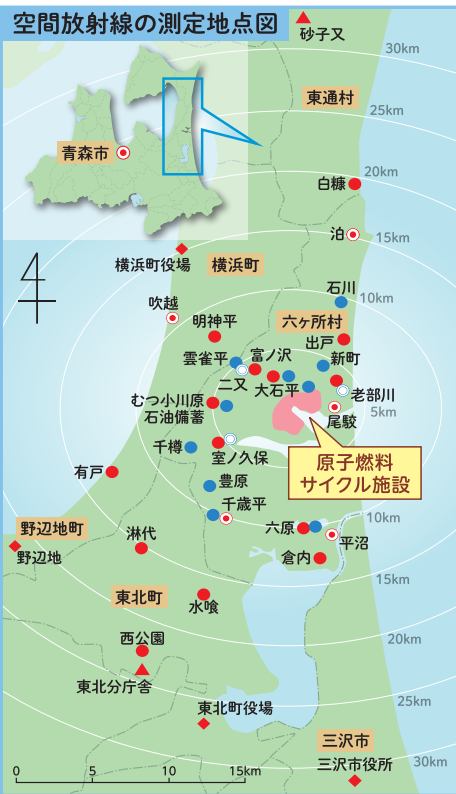 空間放射線の測定地点図
砂子又
30km
東通村
25km
青森市
20km
白糠
泊
15km
横浜町役場
横浜町
石川
10km
吹越
六ヶ所村
明神平
出戸
雲雀平
富ノ沢
新町
二又
大石平
老部川
むつ小川原
石油備蓄
5km
尾駮
千樽
室ノ久保
原子燃料
サイクル施設
有戸
豊原
千歳平
10km
野辺地町
野辺地
淋代
六原
平沼
倉内
15km
東北町
水喰
西公園
20km
東北分庁舎
東北町役場
25km
三沢市
三沢市役所
30km
0 5 10 15km